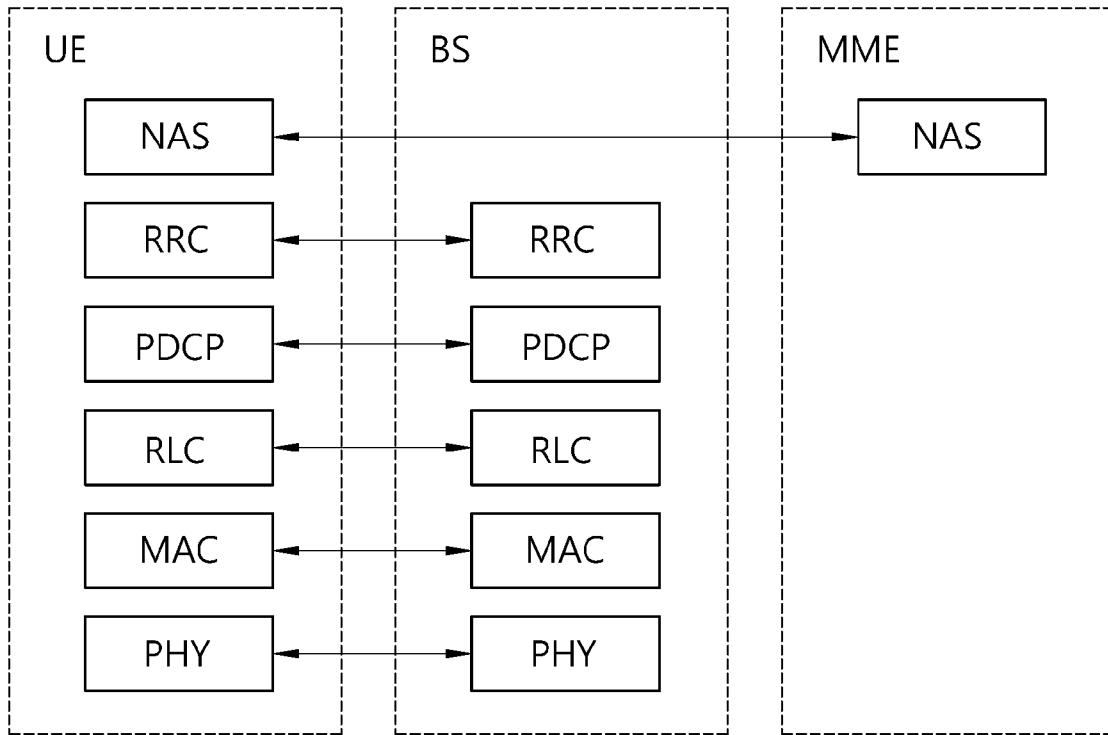 UE BS MME
NAS NAS
RRC RRC
PDCP PDCP
RLC RLC
MAC MAC
PHY PHY